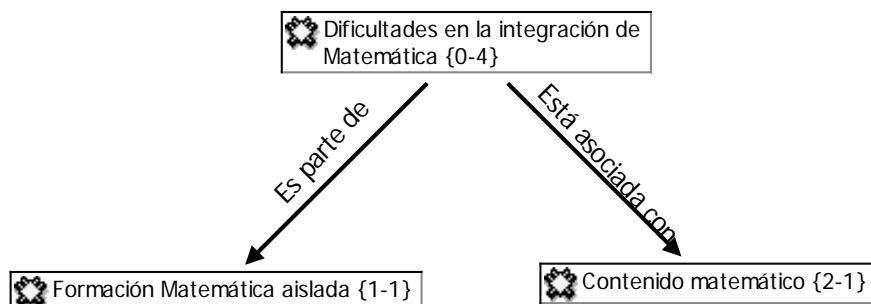 Dificultades en la integración de
Matemática {0-4}
Es parte de
Está asociada con
Formación Matemática aislada {1-1}
Contenido matemático {2-1}